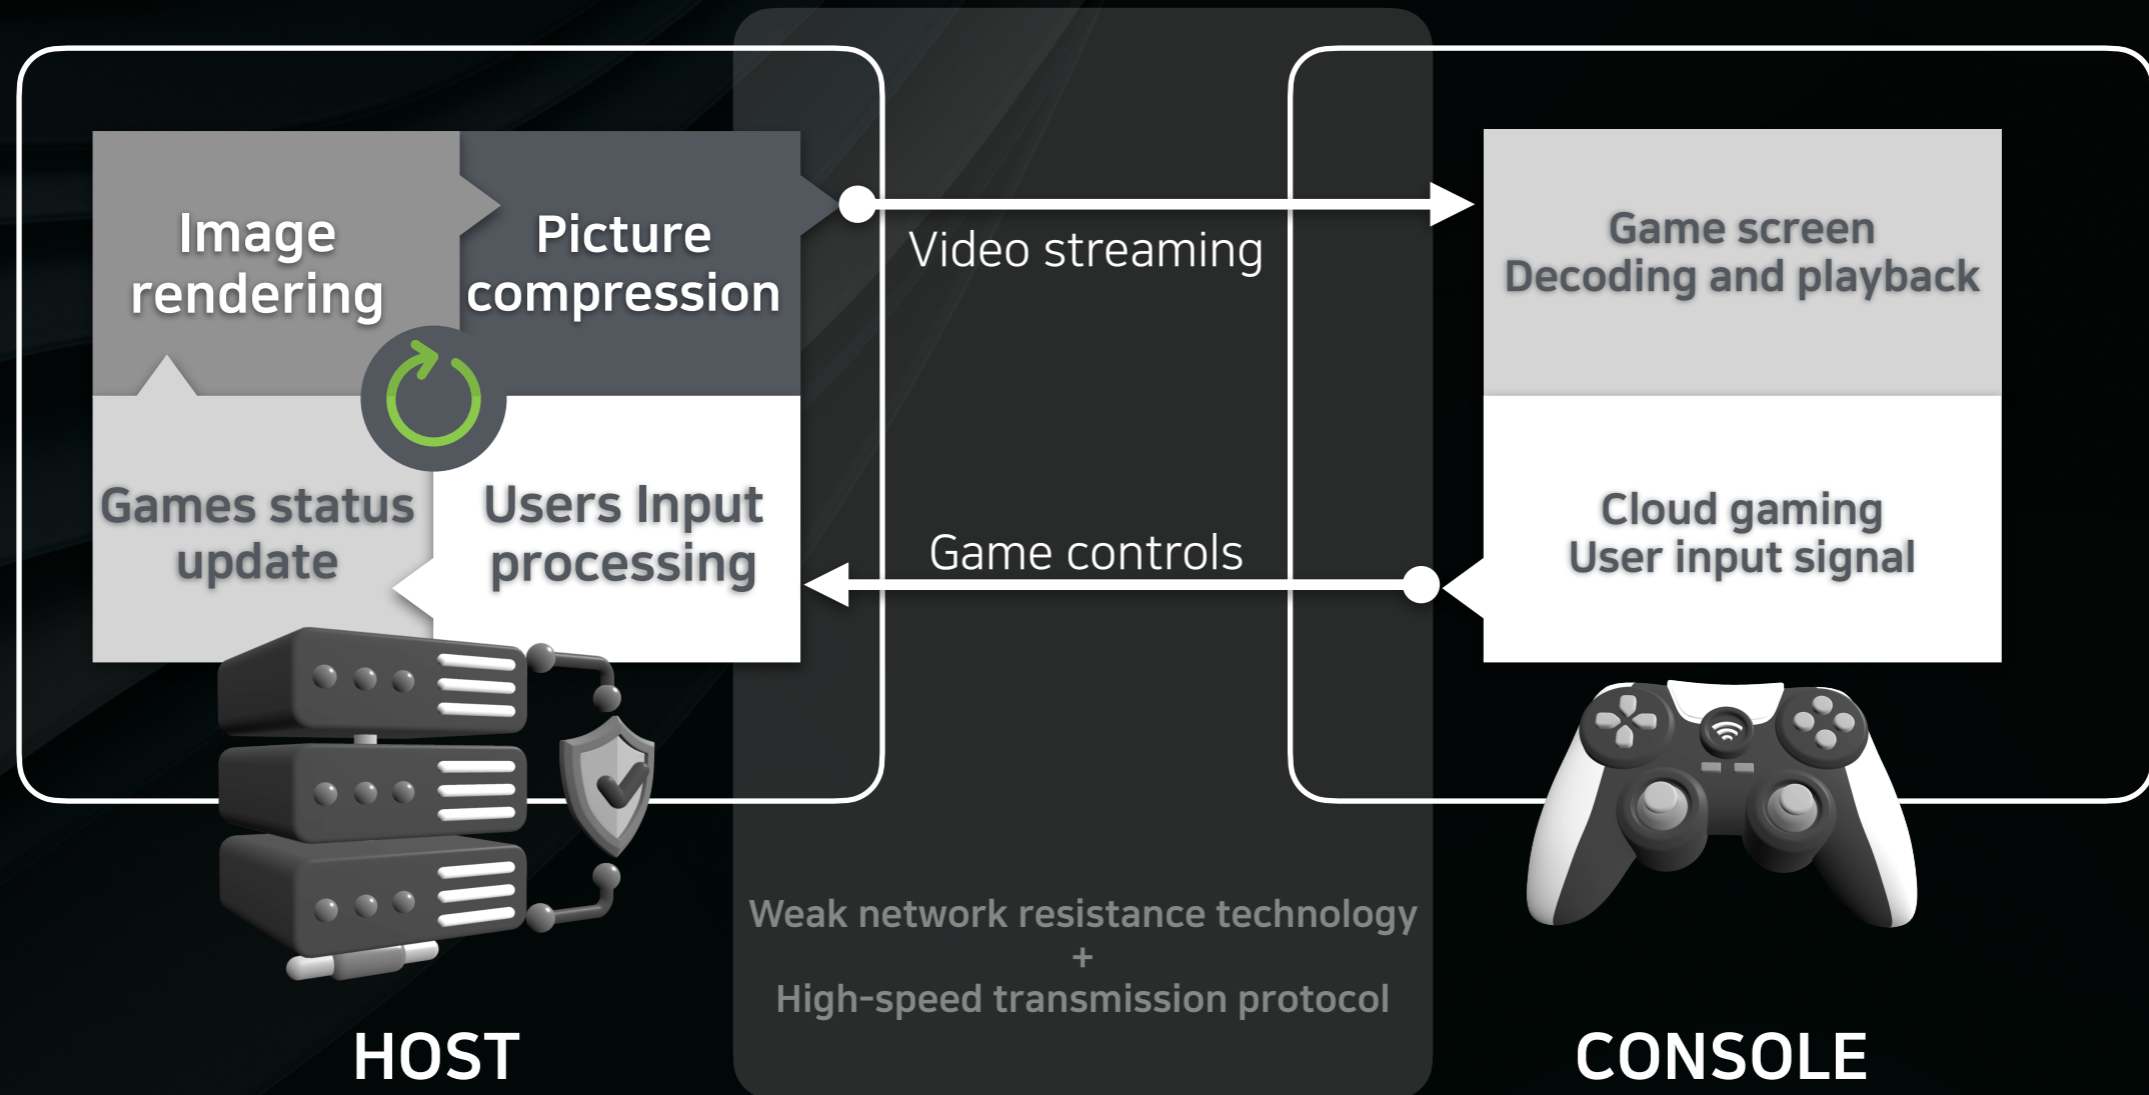 Image
rendering
Picture
compression
Games status
update
Users Input
processing
Video streaming
Game controls
Game screen
Decoding and playback
Cloud gaming
User input signal
Weak network resistance technology
+
High-speed transmission protocol
HOST
CONSOLE